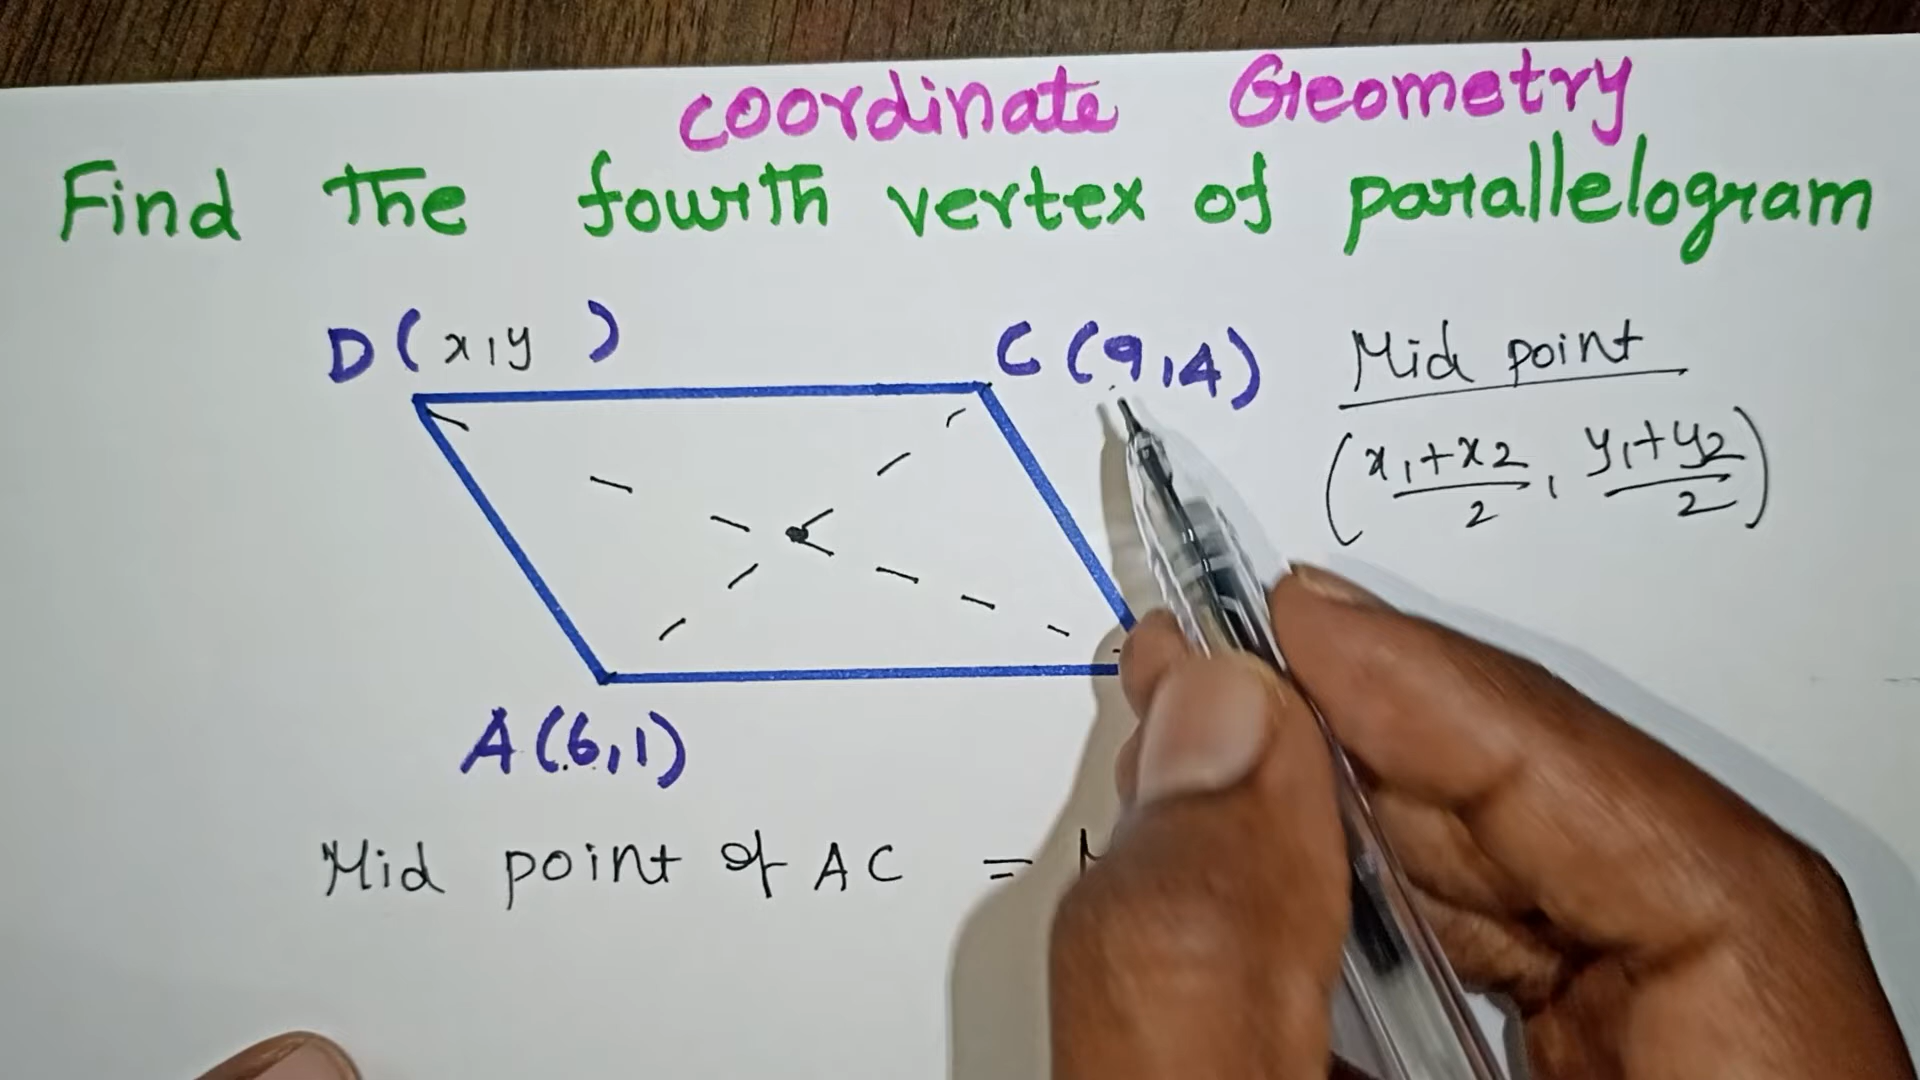 Coordinate Geometry
Find the fourth vertex of parallelogram
D(x,y )
C(9,4)
Mid point
(x1+x2/2, y1+y2/2)
A(6,1)
Mid point of AC =